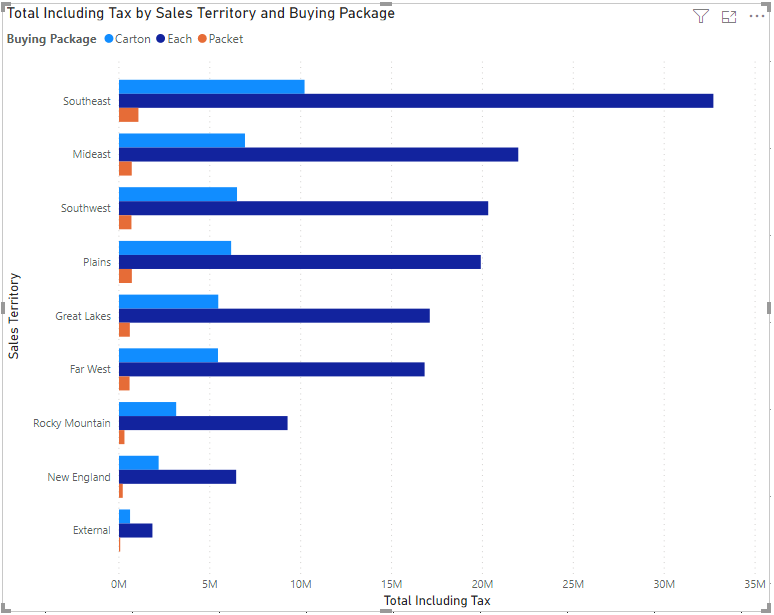 Total Including Tax by Sales Territory and Buying Package
Buying Package Carton Each Packet
Southeast
Mideast
Southwest
Plains
Great Lakes
Far West
Rocky Mountain
New England
External
Sales Territory
0M 5M 10M 15M 20M 25M 30M 35M
Total Including Tax